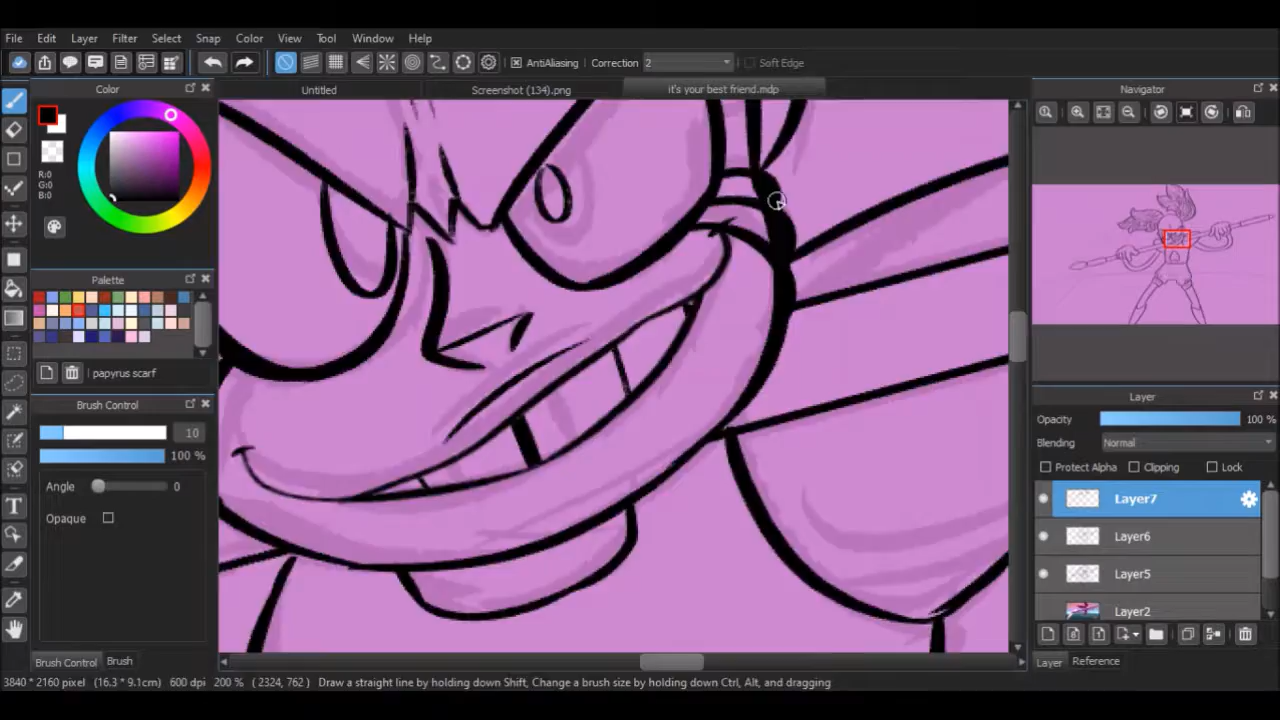 File Edit Layer Filter Select Snap Color View Tool Window Help
AntiAliasing Correction 2 Soft Edge
Color
Untitled Screenshot (134).png it's your best friend.mdp
Navigator
R:0
G:0
B:0
Palette
papyrus scarf
Brush Control
10
100 %
Angle 0
Opaque
Brush Control Brush
Layer
Opacity 100 %
Blending Normal
Protect Alpha Clipping Lock
Layer7
Layer6
Layer5
Layer2
Layer Reference
3840 * 2160 pixel (16.3 * 9.1cm) 600 dpi 200 % ( 2324, 762 ) Draw a straight line by holding down Shift, Change a brush size by holding down Ctrl, Alt, and dragging